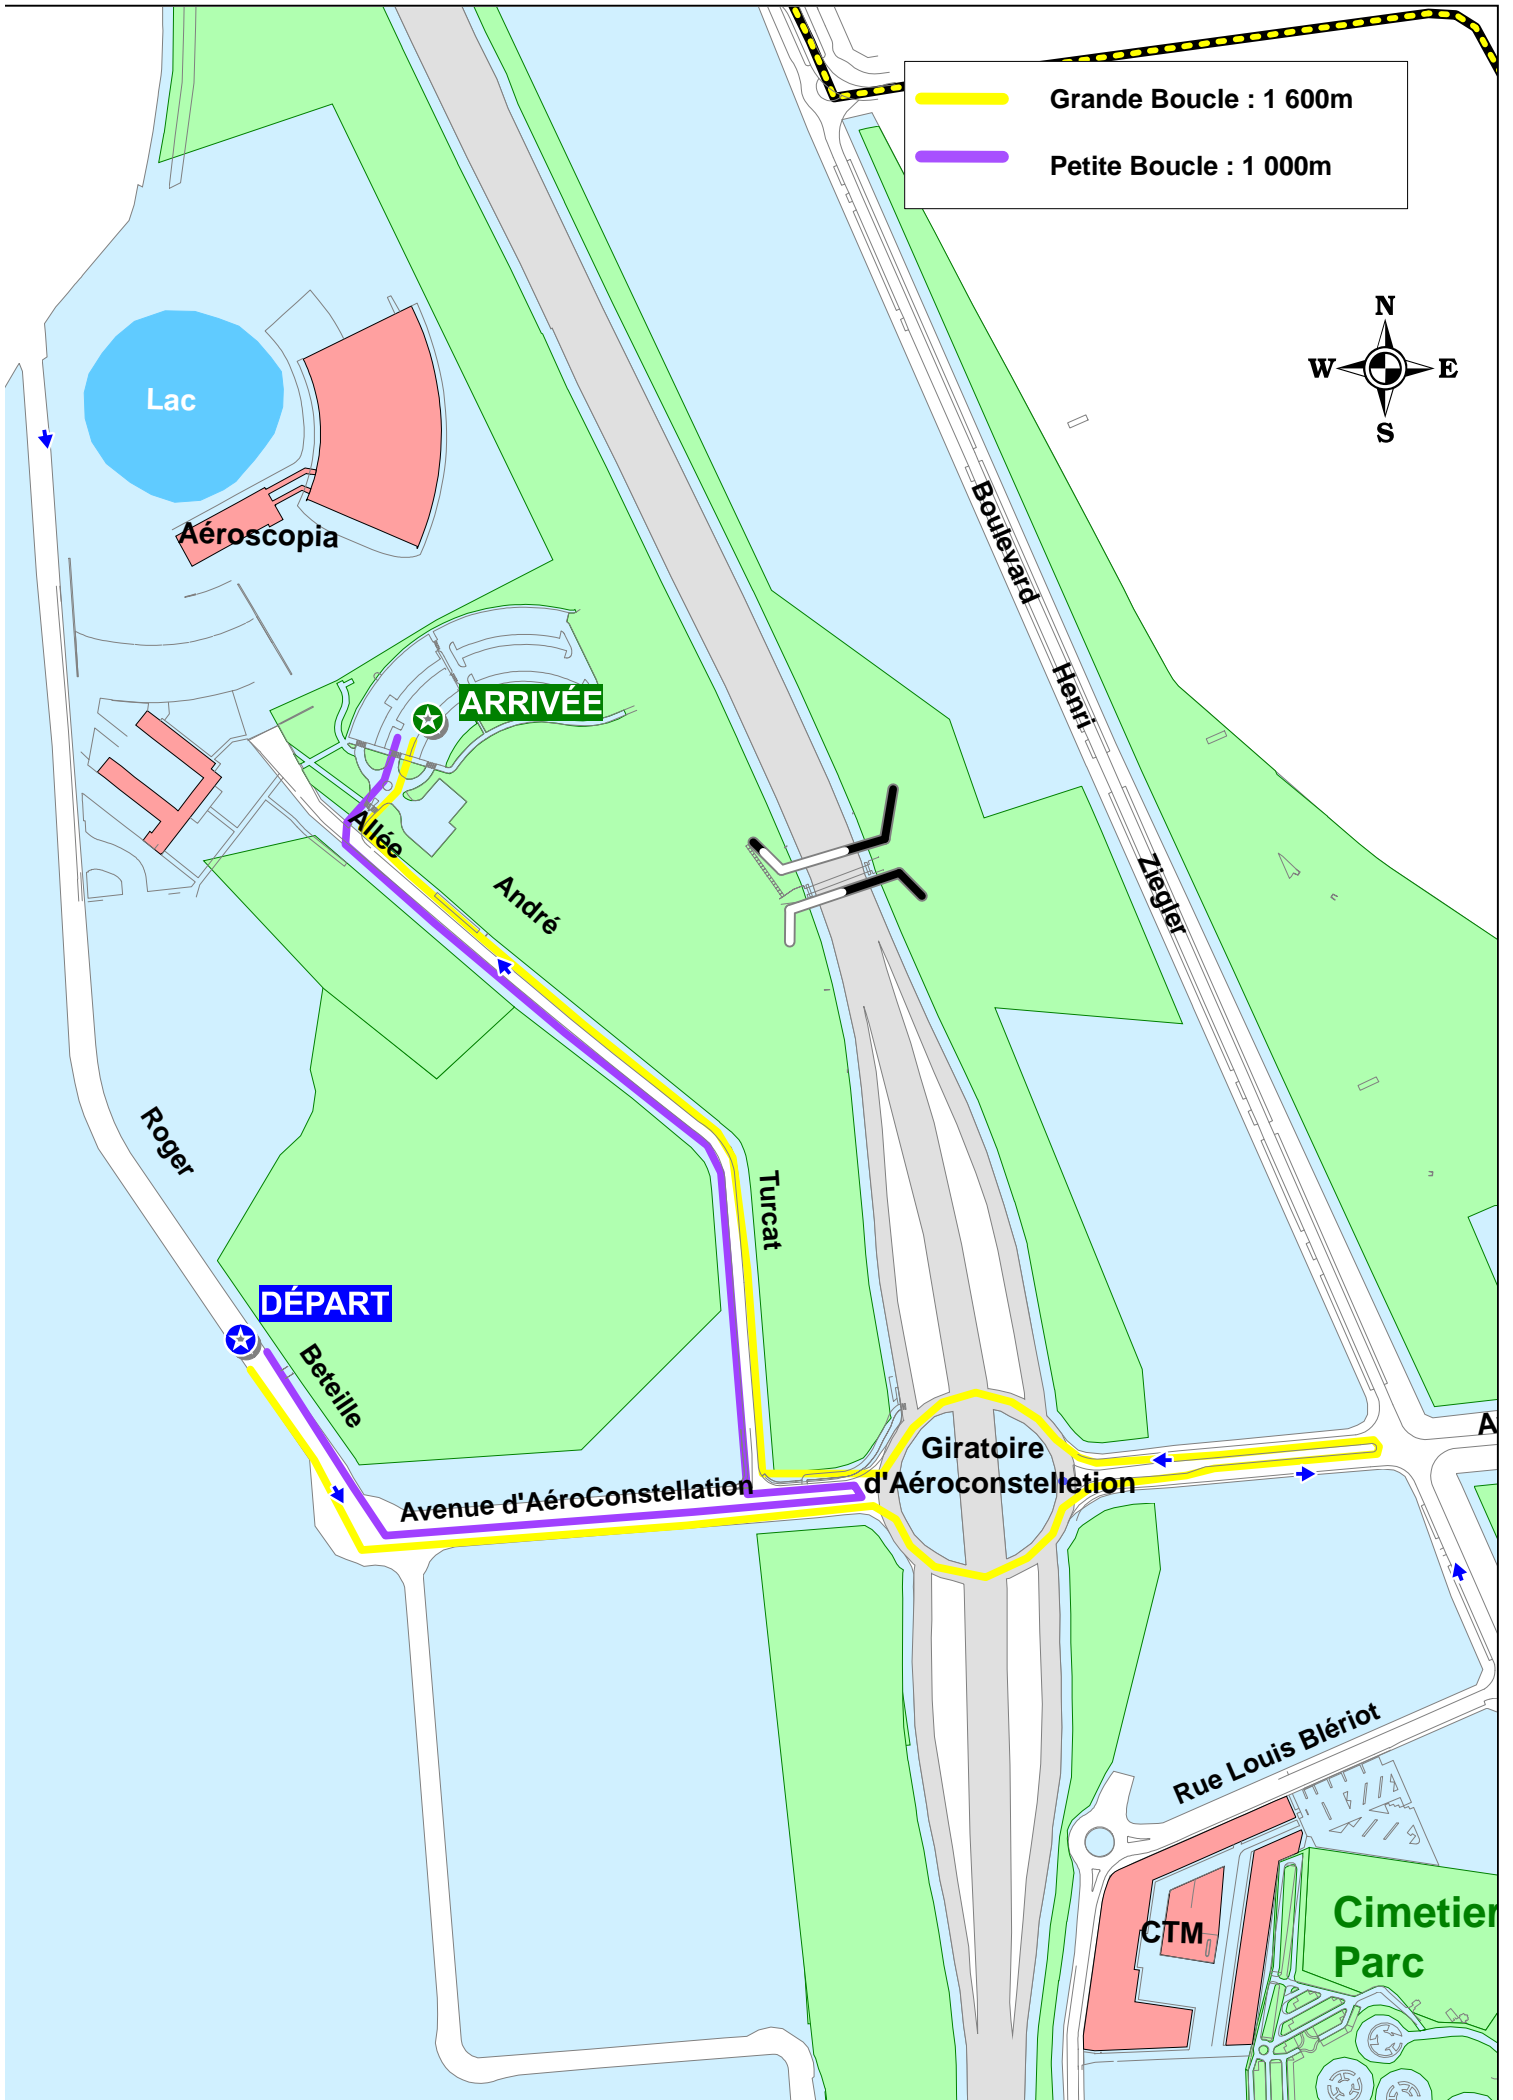 Grande Boucle : 1 600m
Petite Boucle : 1 000m
N
W E
S
Lac
Aéroscopia
Boulevard
Henri
Ziegler
ARRIVÉE
Allée
André
Turcat
Roger
DÉPART
Beteille
Avenue d'AéroConstellation
Giratoire
d'Aéroconstelletion
A
Rue Louis Blériot
CTM
Cimetier
Parc